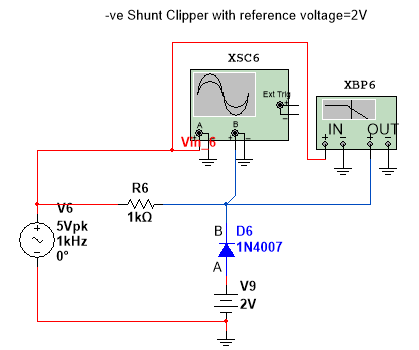 -ve Shunt Clipper with reference voltage=2V
XSC6
Ext Trig
A
B
XBP6
IN
OUT
Vin_6
R6
1kΩ
V6
5Vpk
1kHz
0°
B
D6
1N4007
A
V9
2V